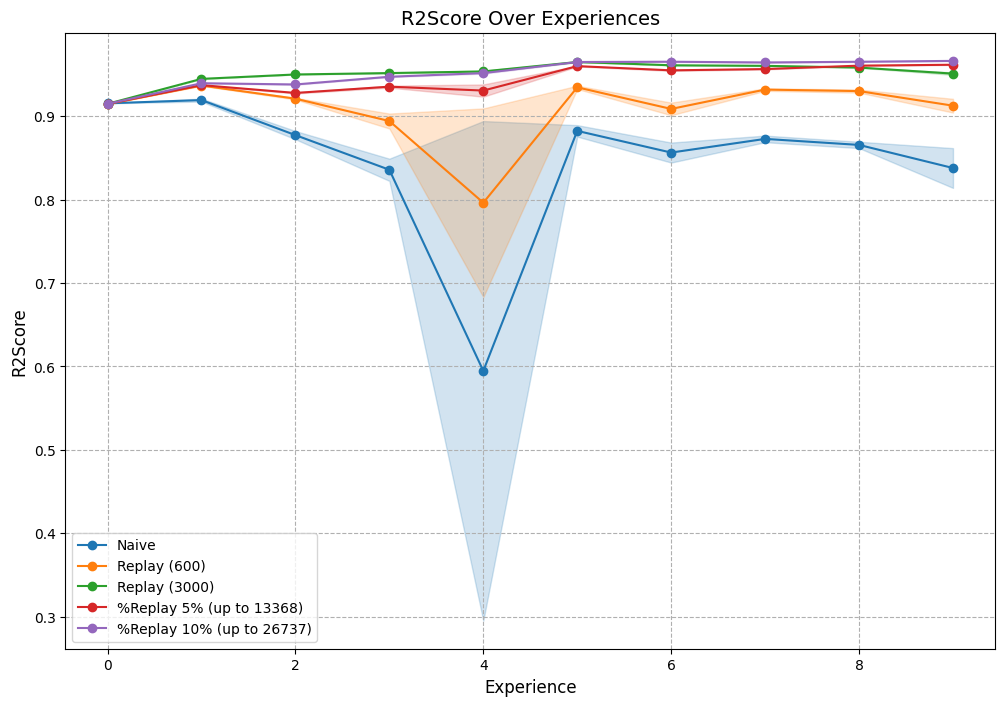 R2Score Over Experiences
R2Score
0.9
0.8
0.7
0.6
0.5
0.4
0.3
Naive
Replay (600)
Replay (3000)
%Replay 5% (up to 13368)
%Replay 10% (up to 26737)
0 2 4 6 8
Experience